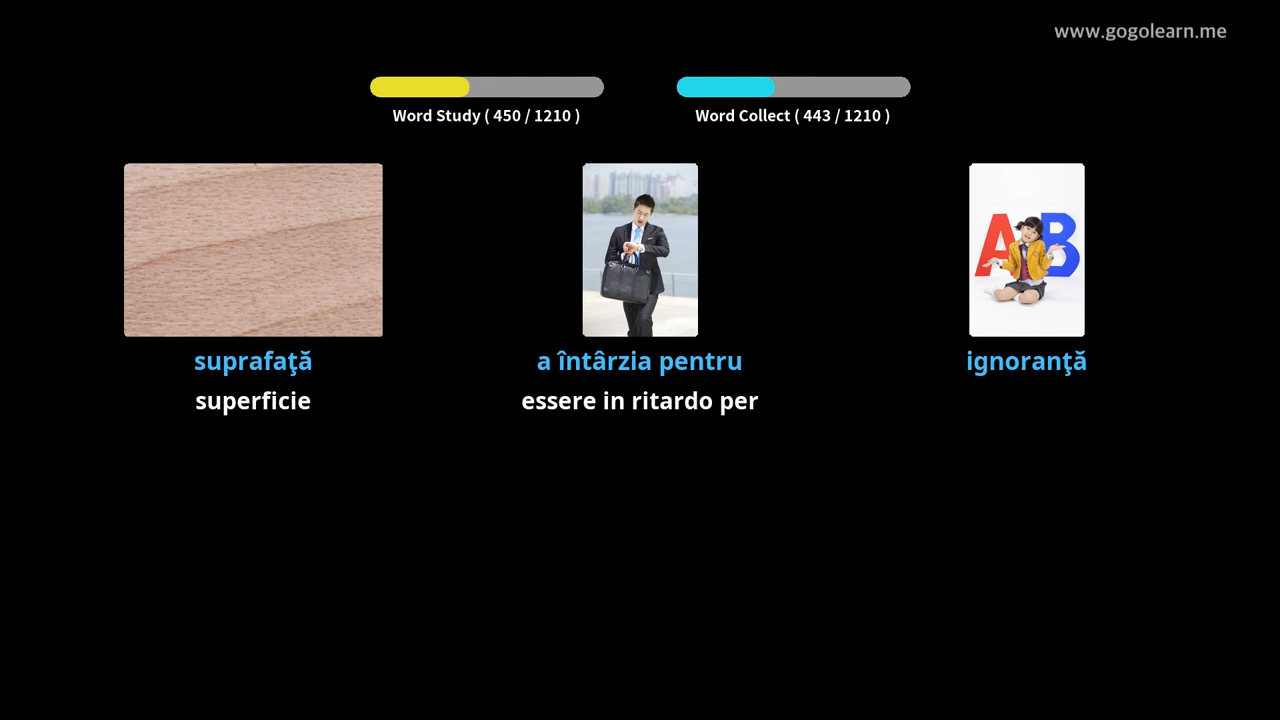 www.gogolearn.me
Word Study ( 450 / 1210 )
Word Collect ( 443 / 1210 )
suprafaţă
a întârzia pentru
ignoranţă
superficie
essere in ritardo per
A B